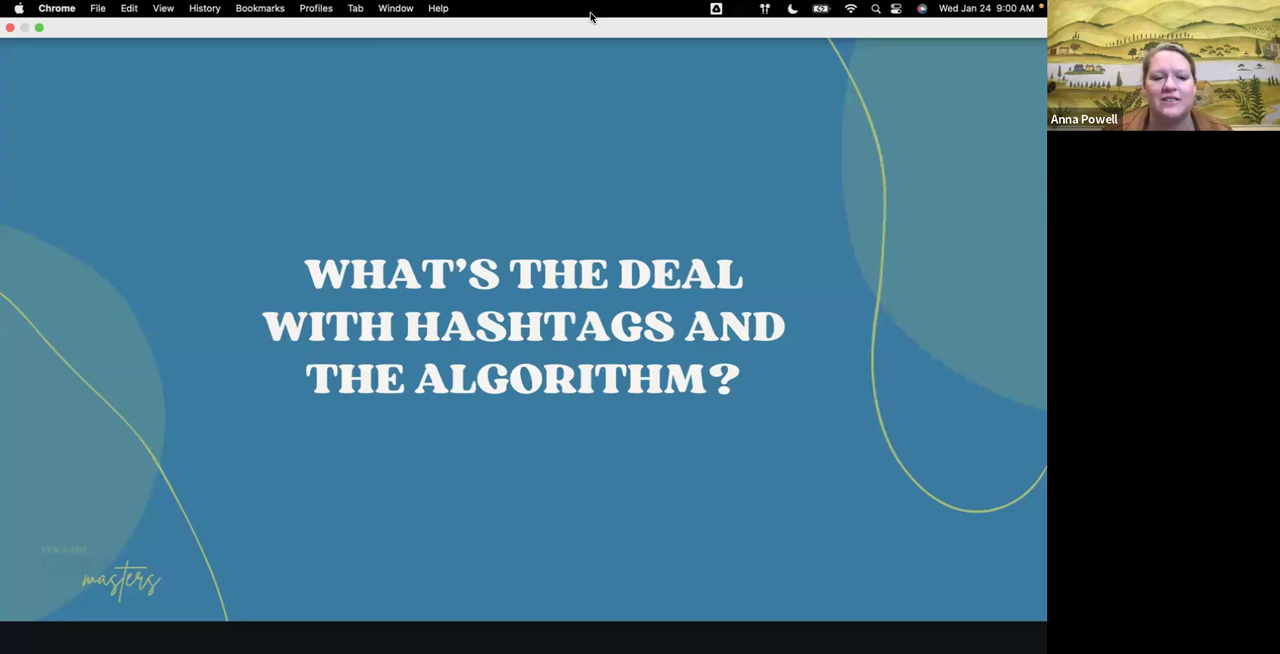 Chrome File Edit View History Bookmarks Profiles Tab Window Help Wed Jan 24 9:00 AM
Anna Powell
WHAT'S THE DEAL
WITH HASHTAGS AND
THE ALGORITHM?
masters